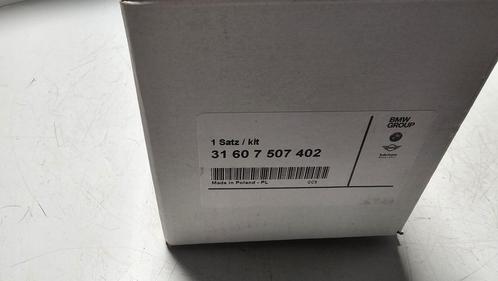 1 Satz / kit
31 60 7 507 402
Made in Poland - PL
BMW
GROUP